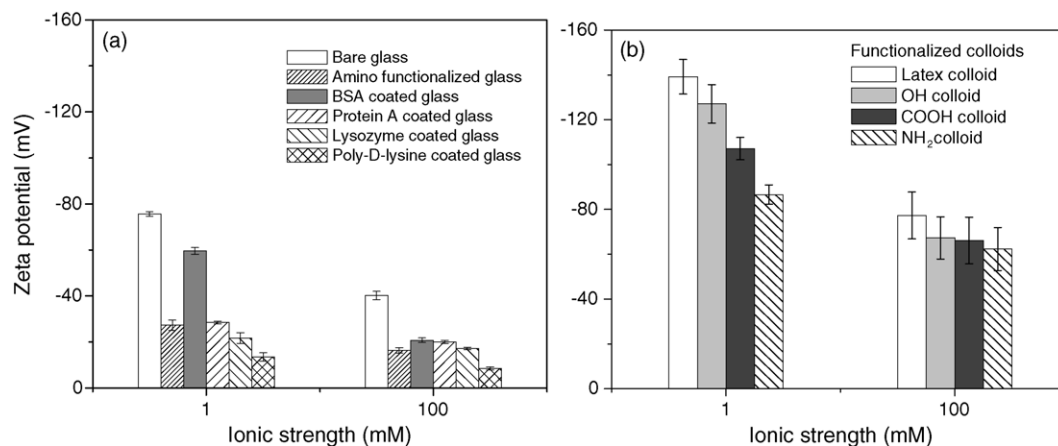 (a)
Bare glass
Amino functionalized glass
BSA coated glass
Protein A coated glass
Lysozyme coated glass
Poly-D-lysine coated glass
Zeta potential (mV)
-160
-120
-80
-40
0
1
100
Ionic strength (mM)
(b)
Functionalized colloids
Latex colloid
OH colloid
COOH colloid
NH₂colloid
-160
-120
-80
-40
0
1
100
Ionic strength (mM)